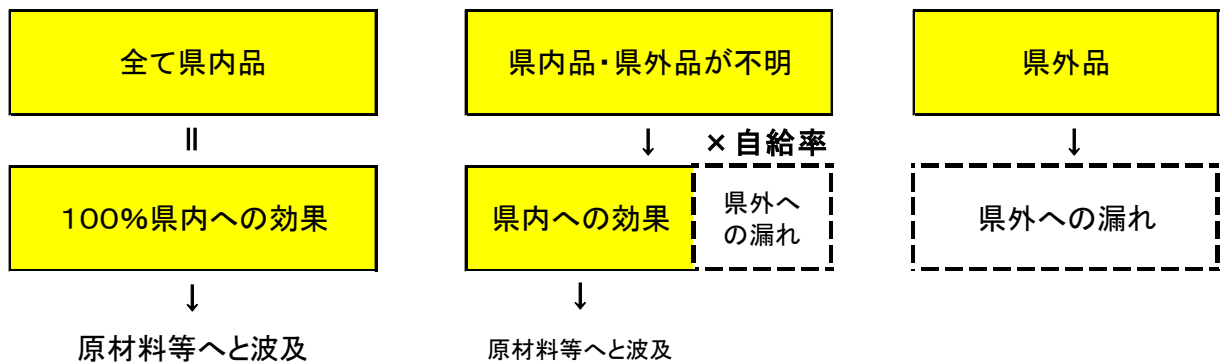 全て県内品
県内品・県外品が不明
県外品
||
↓
× 自給率
↓
100%県内への効果
県内への効果
県外へ
の漏れ
県外への漏れ
↓
↓
原材料等へと波及
原材料等へと波及